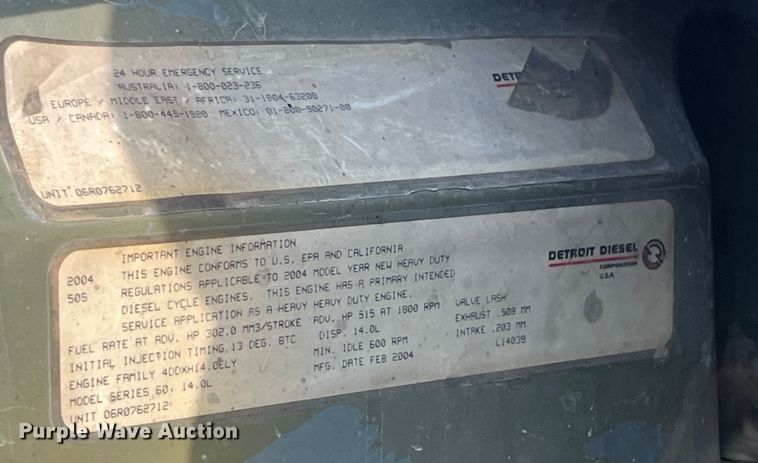 24 HOUR EMERGENCY SERVICE
AUSTRALIA: 1-800-023-236
EUROPE / MIDDLE EAST / AFRICA: 31-1804-63208
USA / CANADA: 1-800-445-1980 MEXICO: 01-800-90271-00
DETR
UNIT 06R0762712
IMPORTANT ENGINE INFORMATION
2004 THIS ENGINE CONFORMS TO U.S. EPA AND CALIFORNIA
50S REGULATIONS APPLICABLE TO 2004 MODEL YEAR NEW HEAVY DUTY
DIESEL CYCLE ENGINES. THIS ENGINE HAS A PRIMARY INTENDED
SERVICE APPLICATION AS A HEAVY HEAVY DUTY ENGINE.
DETROIT DIESEL
CORPORATION
U.S.A.
FUEL RATE AT ADV. HP 302.0 MM3/STROKE ADV. HP 515 AT 1800 RPM VALVE LASH
INITIAL INJECTION TIMING 13 DEG. BTC DISP. 14.0L EXHAUST .508 MM
ENGINE FAMILY 4DDXH14.0ELY MIN. IDLE 600 RPM INTAKE .203 MM
MODEL SERIES 60, 14.0L MFG. DATE FEB 2004 L14039
UNIT 06R0762712
Purple Wave Auction